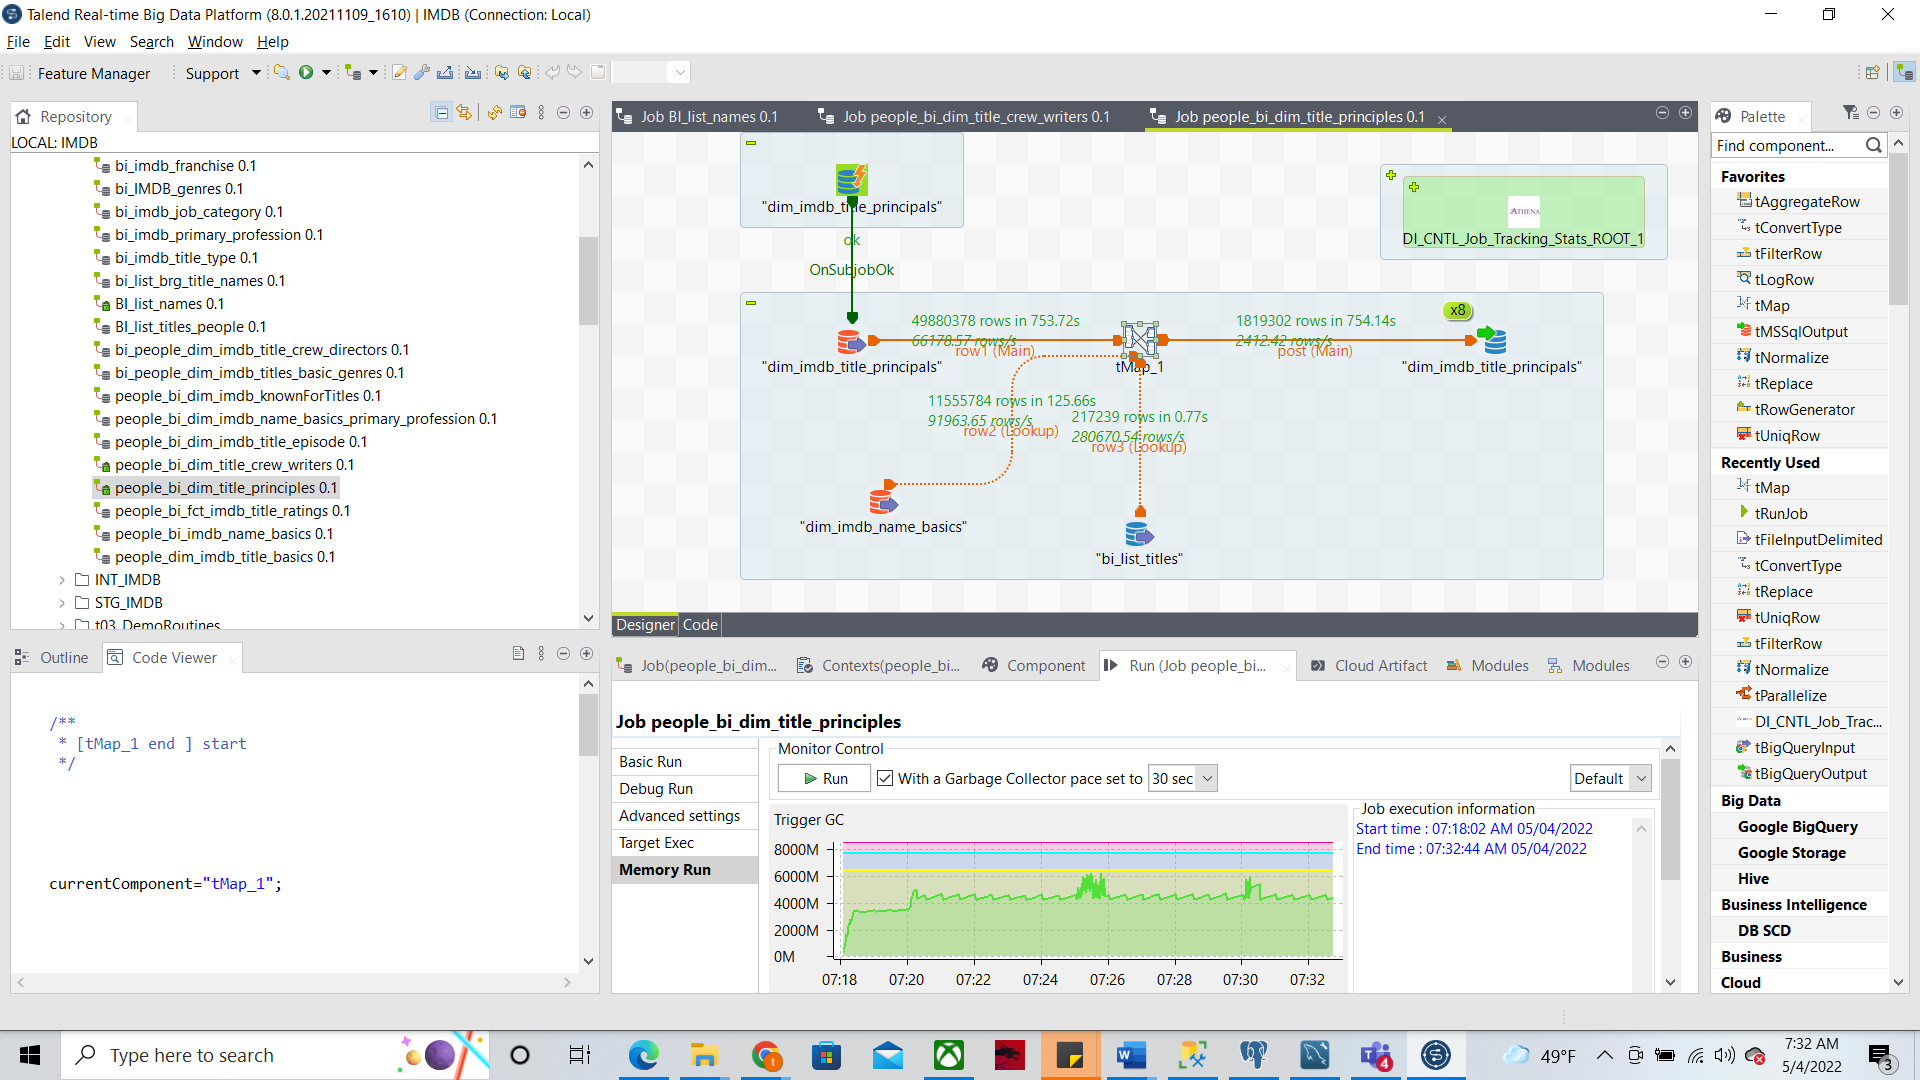 Talend Real-time Big Data Platform (8.0.1.20211109_1610) | IMDB (Connection: Local)
File Edit View Search Window Help
Feature Manager Support
Repository
LOCAL: IMDB
bi_imdb_franchise 0.1
bi_IMDB_genres 0.1
bi_imdb_job_category 0.1
bi_imdb_primary_profession 0.1
bi_imdb_title_type 0.1
bi_list_brg_title_names 0.1
BI_list_names 0.1
BI_list_titles_people 0.1
bi_people_dim_imdb_title_crew_directors 0.1
bi_people_dim_imdb_titles_basic_genres 0.1
people_bi_dim_imdb_knownForTitles 0.1
people_bi_dim_imdb_name_basics_primary_profession 0.1
people_bi_dim_imdb_title_episode 0.1
people_bi_dim_title_crew_writers 0.1
people_bi_dim_title_principles 0.1
people_bi_fct_imdb_title_ratings 0.1
people_bi_imdb_name_basics 0.1
people_dim_imdb_title_basics 0.1
INT_IMDB
STG_IMDB
t03_DemoRoutines
Outline Code Viewer
/**
* [tMap_1 end ] start
*/
currentComponent="tMap_1";
Job BI_list_names 0.1 Job people_bi_dim_title_crew_writers 0.1 Job people_bi_dim_title_principles 0.1
"dim_imdb_title_principals"
ok
OnSubjobOk
ATHENA
DI_CNTL_Job_Tracking_Stats_ROOT_1
x8
49880378 rows in 753.72s
66178.57 rows/s
row1 (Main)
1819302 rows in 754.14s
2412.42 rows/s
post (Main)
"dim_imdb_title_principals"
tMap_1
"dim_imdb_title_principals"
11555784 rows in 125.66s
91963.65 rows/s
row2 (Lookup)
217239 rows in 0.77s
280670.54 rows/s
row3 (Lookup)
"dim_imdb_name_basics"
"bi_list_titles"
Designer Code
Job(people_bi_dim... Contexts(people_bi... Component Run (Job people_bi... Cloud Artifact Modules Modules
Job people_bi_dim_title_principles
Basic Run
Debug Run
Advanced settings
Target Exec
Memory Run
Monitor Control
Run With a Garbage Collector pace set to 30 sec Default
Trigger GC
8000M
6000M
4000M
2000M
0M
07:18 07:20 07:22 07:24 07:26 07:28 07:30 07:32
Job execution information
Start time : 07:18:02 AM 05/04/2022
End time : 07:32:44 AM 05/04/2022
Palette
Find component...
Favorites
tAggregateRow
tConvertType
tFilterRow
tLogRow
tMap
tMSSqlOutput
tNormalize
tReplace
tRowGenerator
tUniqRow
Recently Used
tMap
tRunJob
tFileInputDelimited
tConvertType
tReplace
tUniqRow
tFilterRow
tNormalize
tParallelize
DI_CNTL_Job_Trac...
tBigQueryInput
tBigQueryOutput
Big Data
Google BigQuery
Google Storage
Hive
Business Intelligence
DB SCD
Business
Cloud
Type here to search
4
49°F
7:32 AM
5/4/2022
3